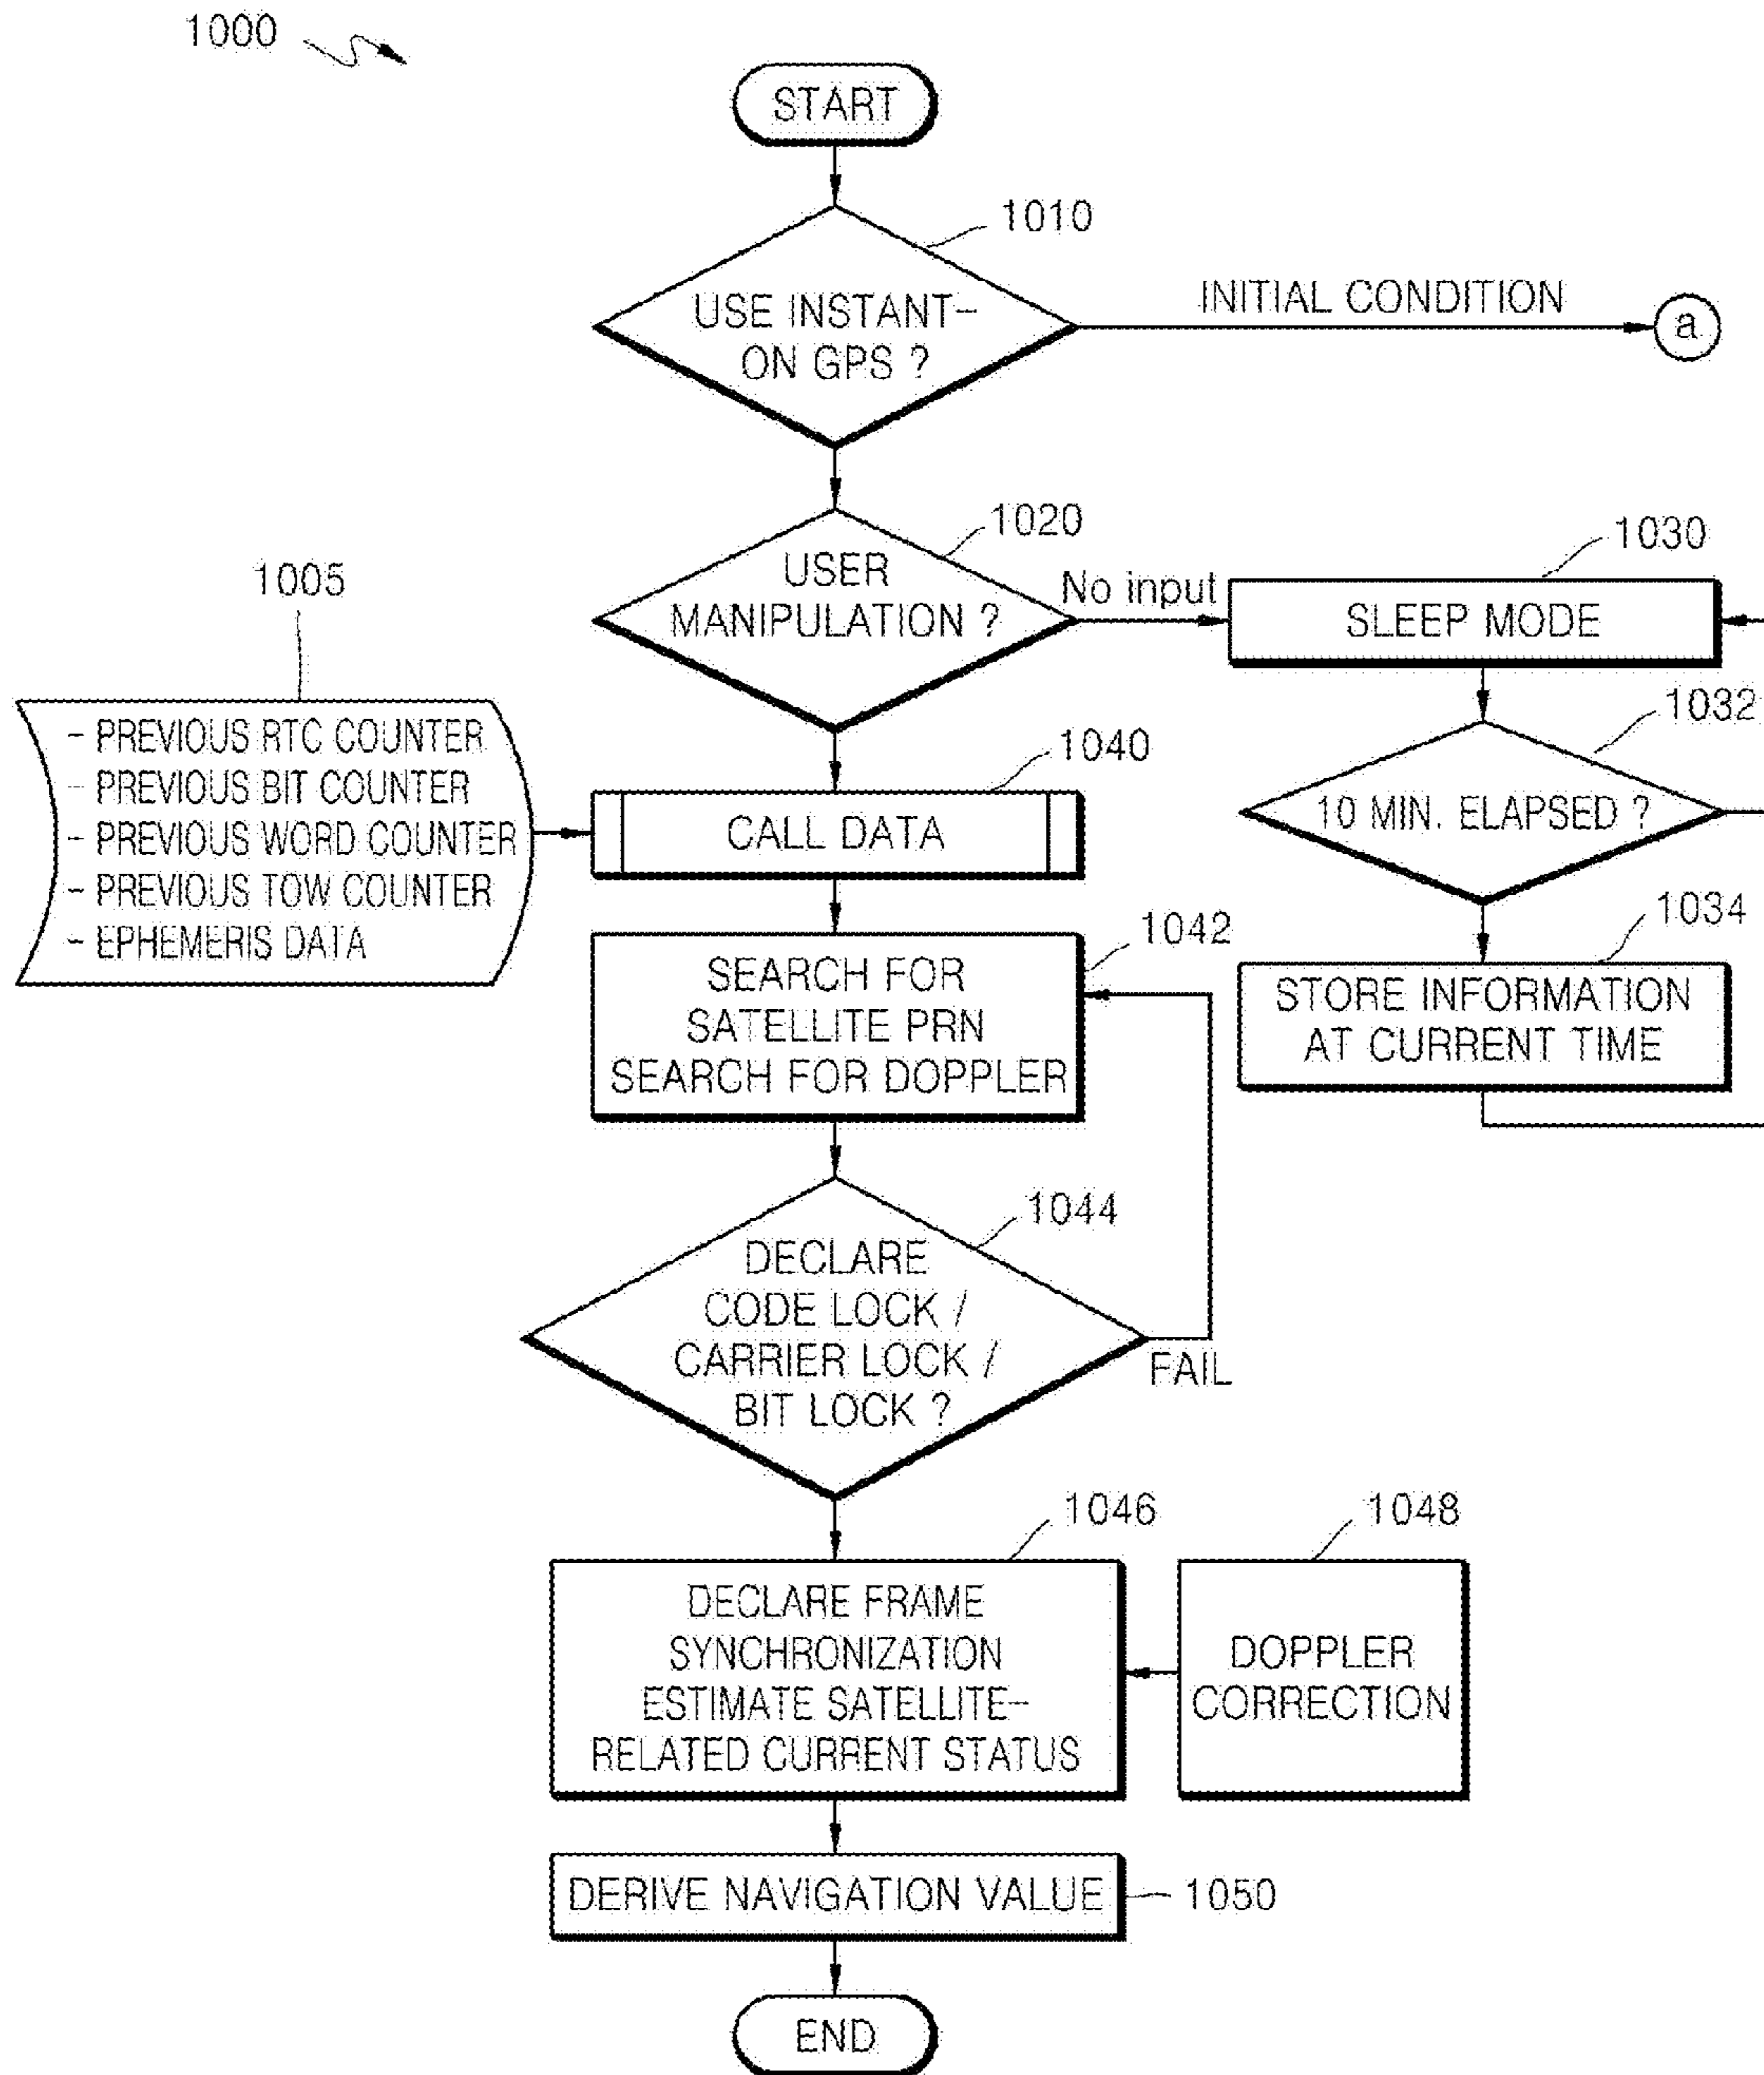 1000
START
1010
USE INSTANT-
ON GPS ?
INITIAL CONDITION
a
1020
USER
MANIPULATION ?
No input
1030
SLEEP MODE
1005
- PREVIOUS RTC COUNTER
- PREVIOUS BIT COUNTER
- PREVIOUS WORD COUNTER
- PREVIOUS TOW COUNTER
- EPHEMERIS DATA
1032
10 MIN. ELAPSED ?
1040
CALL DATA
1034
STORE INFORMATION
AT CURRENT TIME
1042
SEARCH FOR
SATELLITE PRN
SEARCH FOR DOPPLER
1044
DECLARE
CODE LOCK /
CARRIER LOCK /
BIT LOCK ?
FAIL
1046
DECLARE FRAME
SYNCHRONIZATION
ESTIMATE SATELLITE-
RELATED CURRENT STATUS
1048
DOPPLER
CORRECTION
DERIVE NAVIGATION VALUE
1050
END